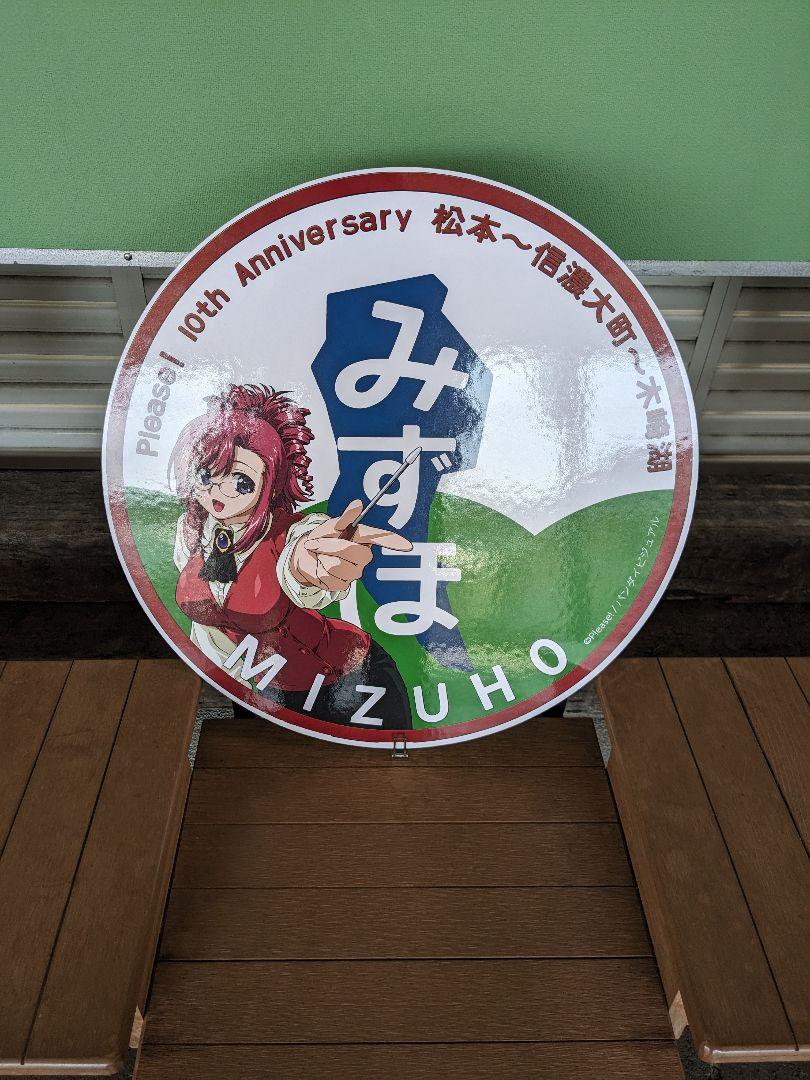 Please! 10th Anniversary 松本～信濃大町～木崎湖
みずほ
MIZUHO
©Please!/バンダイビジュアル